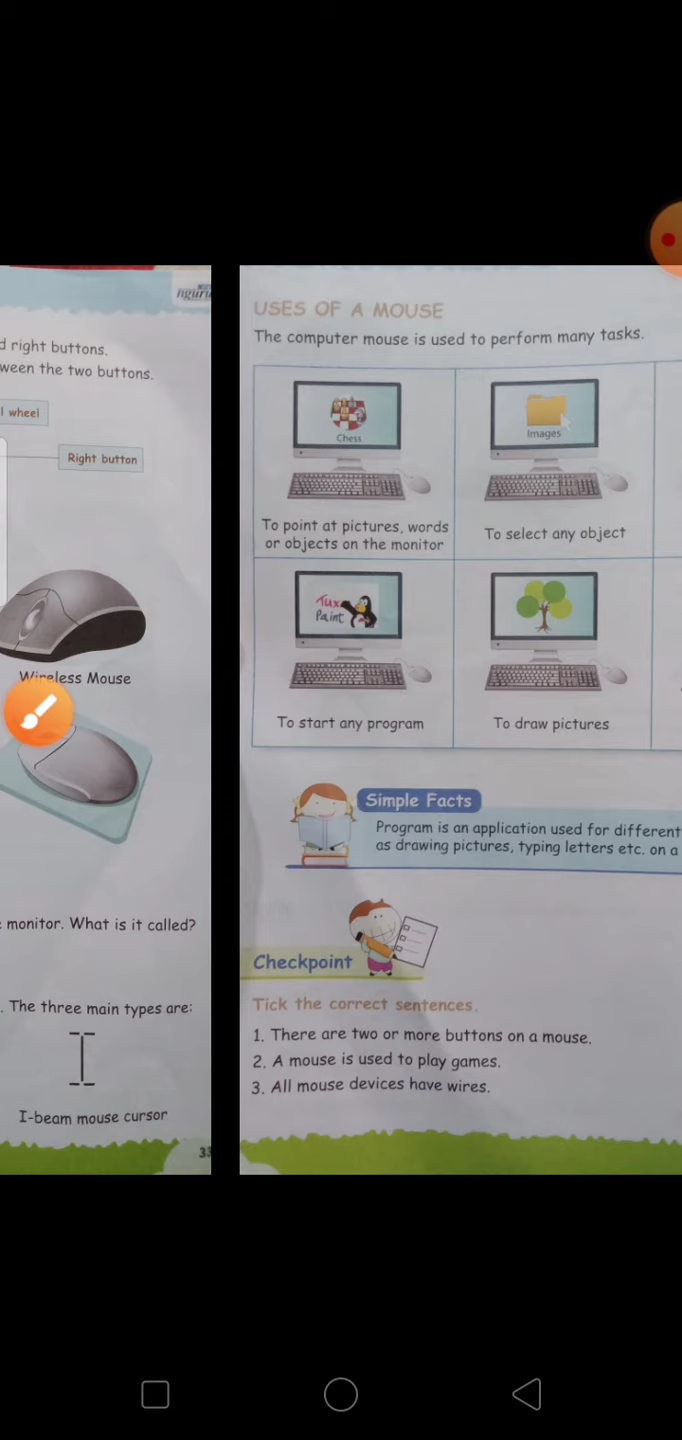 d right buttons.
ween the two buttons.
l wheel
Right button
Wireless Mouse
monitor. What is it called?
. The three main types are:
I-beam mouse cursor
33
USES OF A MOUSE
The computer mouse is used to perform many tasks.
Chess
Images
To point at pictures, words
or objects on the monitor
To select any object
Tux
Paint
To start any program
To draw pictures
Simple Facts
Program is an application used for different
as drawing pictures, typing letters etc. on a
Checkpoint
Tick the correct sentences.
1. There are two or more buttons on a mouse.
2. A mouse is used to play games.
3. All mouse devices have wires.